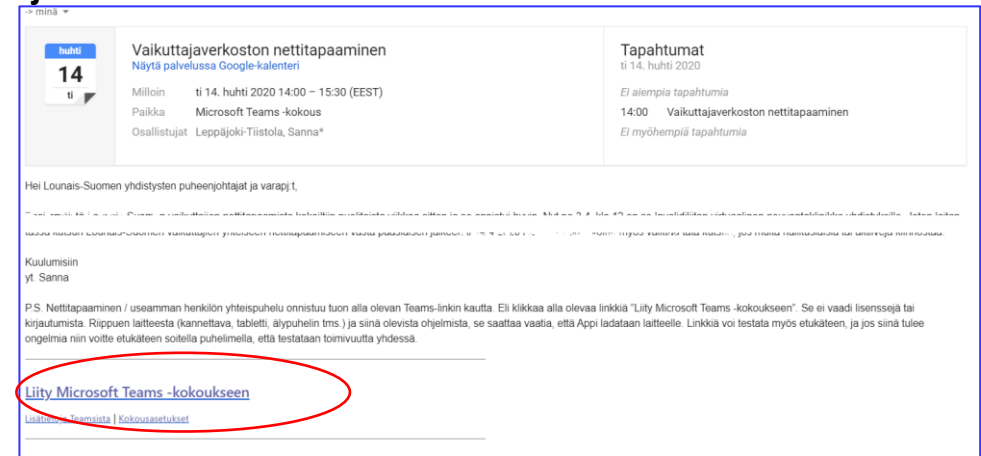 -> minä
huhti
14
ti
Vaikuttajaverkoston nettitapaaminen
Näytä palvelussa Google-kalenteri
Milloin ti 14. huhti 2020 14:00 – 15:30 (EEST)
Paikka Microsoft Teams -kokous
Osallistujat Leppäjoki-Tiistola, Sanna*
Tapahtumat
ti 14. huhti 2020
Ei aiempia tapahtumia
14:00 Vaikuttajaverkoston nettitapaaminen
Ei myöhempiä tapahtumia
Hei Lounais-Suomen yhdistysten puheenjohtajat ja varapj:t,
Kuulumisiin
yt. Sanna
P.S. Nettitapaaminen / useamman henkilön yhteispuhelu onnistuu tuon alla olevan Teams-linkin kautta. Eli klikkaa alla olevaa linkkiä "Liity Microsoft Teams -kokoukseen". Se ei vaadi lisenssejä tai
kirjautumista. Riippuen laitteesta (kannettava, tabletti, älypuhelin tms.) ja siinä olevista ohjelmista, se saattaa vaatia, että Appi ladataan laitteelle. Linkkiä voi testata myös etukäteen, ja jos siinä tulee
ongelmia niin voitte etukäteen soitella puhelimella, että testataan toimivuutta yhdessä.
Liity Microsoft Teams -kokoukseen
Lisätietoja Teamsista | Kokousasetukset